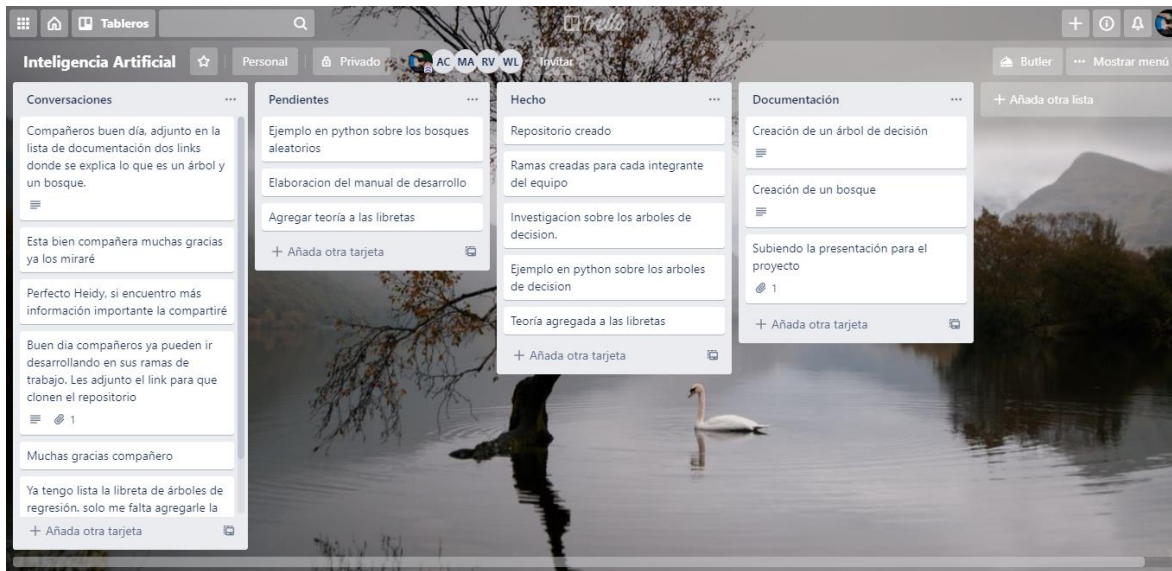 Tableros
Trello
Inteligencia Artificial
Personal
Privado
AC MA RV WL
Invitar
Butler
··· Mostrar menú
Conversaciones
Compañeros buen día, adjunto en la
lista de documentación dos links
donde se explica lo que es un árbol y
un bosque.
Esta bien compañera muchas gracias
ya los miraré
Perfecto Heidy, si encuentro más
información importante la compartiré
Buen dia compañeros ya pueden ir
desarrollando en sus ramas de
trabajo. Les adjunto el link para que
clonen el repositorio
1
Muchas gracias compañero
Ya tengo lista la libreta de árboles de
regresión. solo me falta agregarle la
+ Añada otra tarjeta
Pendientes
Ejemplo en python sobre los bosques
aleatorios
Elaboracion del manual de desarrollo
Agregar teoría a las libretas
+ Añada otra tarjeta
Hecho
Repositorio creado
Ramas creadas para cada integrante
del equipo
Investigacion sobre los arboles de
decision.
Ejemplo en python sobre los arboles
de decision
Teoría agregada a las libretas
+ Añada otra tarjeta
Documentación
Creación de un árbol de decisión
Creación de un bosque
Subiendo la presentación para el
proyecto
1
+ Añada otra tarjeta
+ Añada otra lista